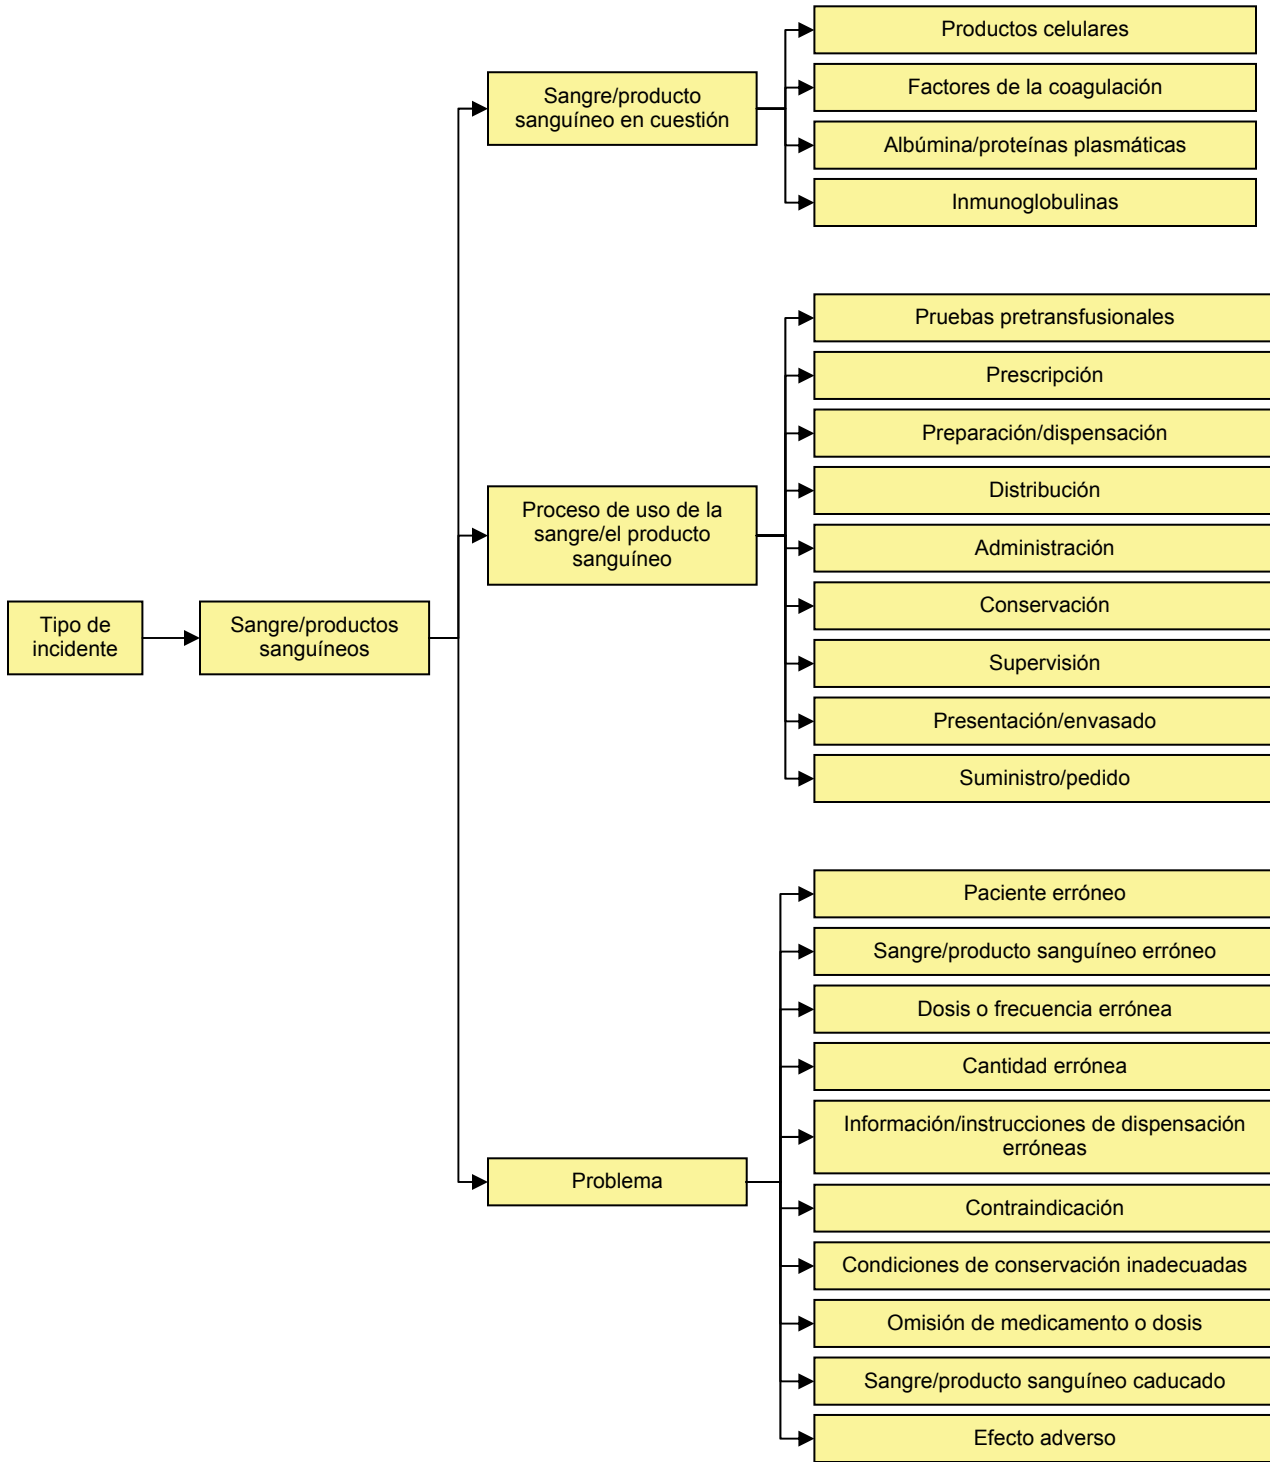 Productos celulares
Sangre/producto
sanguíneo en cuestión
Factores de la coagulación
Albúmina/proteínas plasmáticas
Inmunoglobulinas
Pruebas pretransfusionales
Prescripción
Preparación/dispensación
Distribución
Proceso de uso de la
sangre/el producto
sanguíneo
Administración
Conservación
Tipo de
incidente
Sangre/productos
sanguíneos
Supervisión
Presentación/envasado
Suministro/pedido
Paciente erróneo
Sangre/producto sanguíneo erróneo
Dosis o frecuencia errónea
Cantidad errónea
Información/instrucciones de dispensación
erróneas
Problema
Contraindicación
Condiciones de conservación inadecuadas
Omisión de medicamento o dosis
Sangre/producto sanguíneo caducado
Efecto adverso